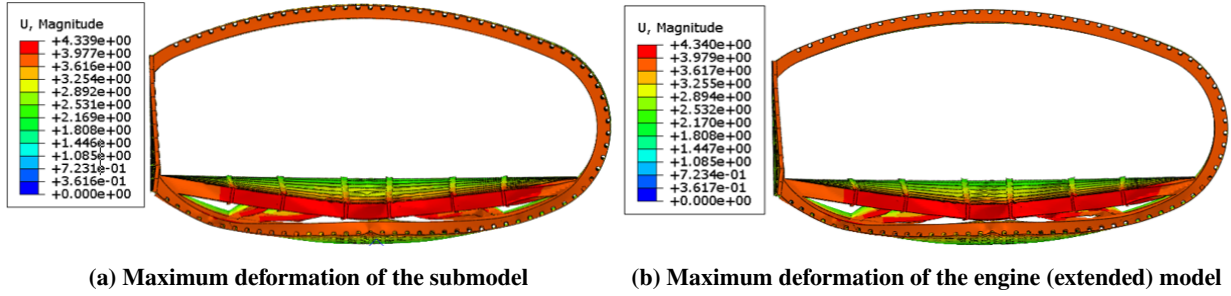 U, Magnitude
+4.339e+00
+3.977e+00
+3.616e+00
+3.254e+00
+2.892e+00
+2.531e+00
+2.169e+00
+1.808e+00
+1.446e+00
+1.085e+00
+7.231e-01
+3.616e-01
+0.000e+00
U, Magnitude
+4.340e+00
+3.979e+00
+3.617e+00
+3.255e+00
+2.894e+00
+2.532e+00
+2.170e+00
+1.808e+00
+1.447e+00
+1.085e+00
+7.234e-01
+3.617e-01
+0.000e+00
(a) Maximum deformation of the submodel
(b) Maximum deformation of the engine (extended) model